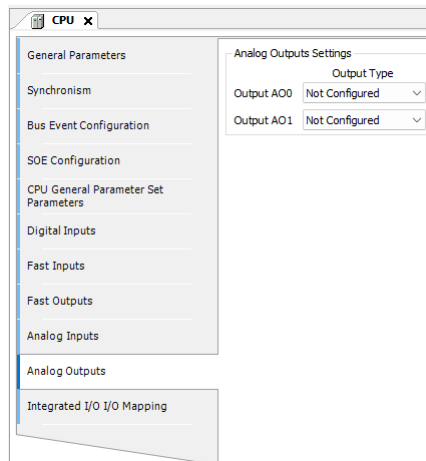 CPU
General Parameters
Synchronism
Bus Event Configuration
SOE Configuration
CPU General Parameter Set
Parameters
Digital Inputs
Fast Inputs
Fast Outputs
Analog Inputs
Analog Outputs
Integrated I/O I/O Mapping
Analog Outputs Settings
Output Type
Output AO0 Not Configured
Output AO1 Not Configured